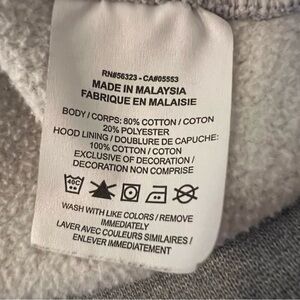 RN#56323 - CA#05553
MADE IN MALAYSIA
FABRIQUE EN MALAISIE
BODY / CORPS: 80% COTTON / COTON
20% POLYESTER
HOOD LINING / DOUBLURE DE CAPUCHE:
100% COTTON / COTON
EXCLUSIVE OF DECORATION /
DECORATION NON COMPRISE
40C
WASH WITH LIKE COLORS / REMOVE
IMMEDIATELY
LAVER AVEC COULEURS SIMILAIRES /
ENLEVER IMMEDIATEMENT